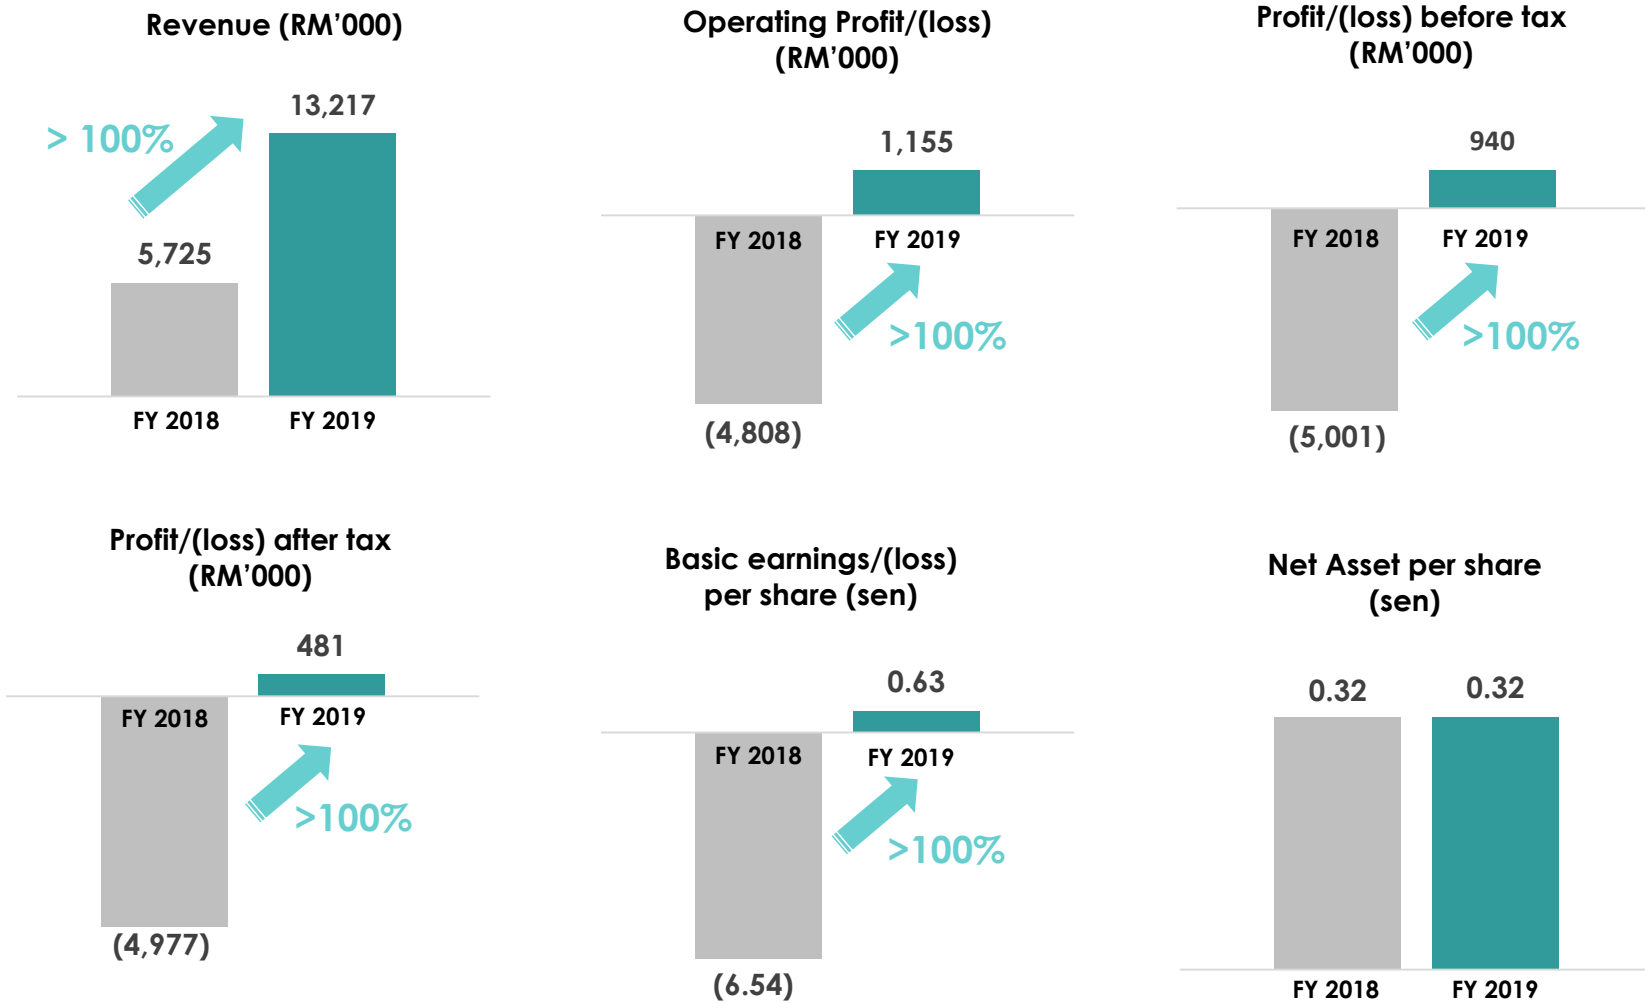 Revenue (RM’000)
> 100%
13,217
5,725
FY 2018
FY 2019
Operating Profit/(loss)
(RM’000)
1,155
FY 2018
FY 2019
>100%
(4,808)
Profit/(loss) before tax
(RM’000)
940
FY 2018
FY 2019
>100%
(5,001)
Profit/(loss) after tax
(RM’000)
481
FY 2018
FY 2019
>100%
(4,977)
Basic earnings/(loss)
per share (sen)
0.63
FY 2018
FY 2019
>100%
(6.54)
Net Asset per share
(sen)
0.32
0.32
FY 2018
FY 2019